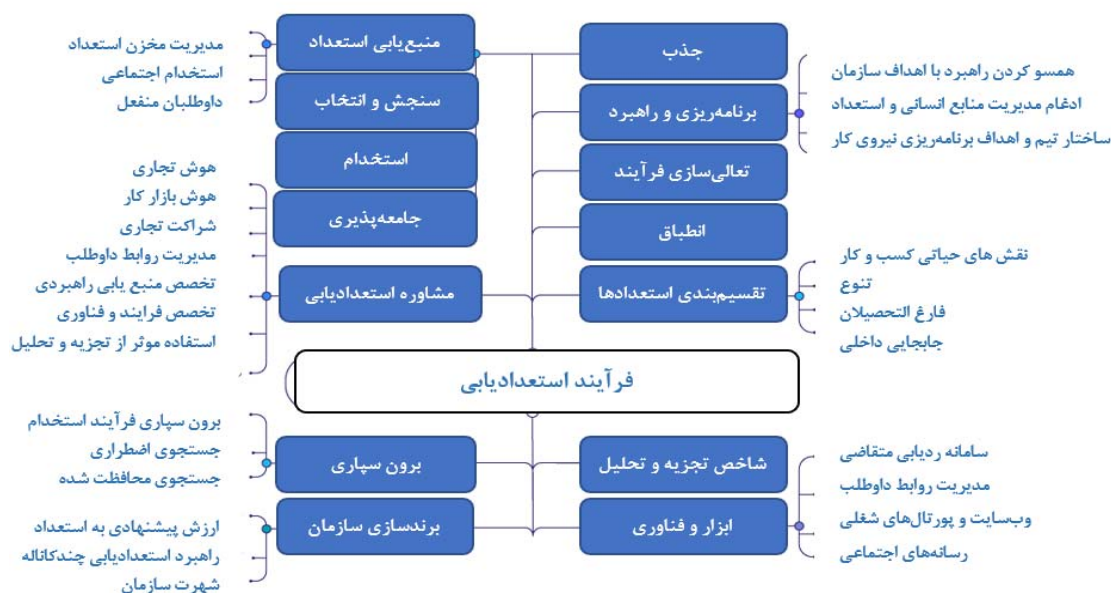 جذب
همسو کردن راهبرد با اهداف سازمان
برنامه‌ریزی و راهبرد
ادغام مدیریت منابع انسانی و استعداد
ساختار تیم و اهداف برنامه‌ریزی نیروی کار
تعالی‌سازی فرآیند
انطباق
تقسیم‌بندی استعدادها
نقش های حیاتی کسب و کار
تنوع
فارغ التحصیلان
جابجایی داخلی
منبع‌یابی استعداد
مدیریت مخزن استعداد
استخدام اجتماعی
داوطلبان منفعل
سنجش و انتخاب
استخدام
جامعه‌پذیری
مشاوره استعدادیابی
هوش تجاری
هوش بازار کار
شراکت تجاری
مدیریت روابط داوطلب
تخصص منبع یابی راهبردی
تخصص فرایند و فناوری
استفاده موثر از تجزیه و تحلیل
فرآیند استعدادیابی
شاخص تجزیه و تحلیل
ابزار و فناوری
سامانه ردیابی متقاضی
مدیریت روابط داوطلب
وب‌سایت و پورتال‌های شغلی
رسانه‌های اجتماعی
برون سپاری
برون سپاری فرآیند استخدام
جستجوی اضطراری
جستجوی محافظت شده
برندسازی سازمان
ارزش پیشنهادی به استعداد
راهبرد استعدادیابی چندکاناله
شهرت سازمان